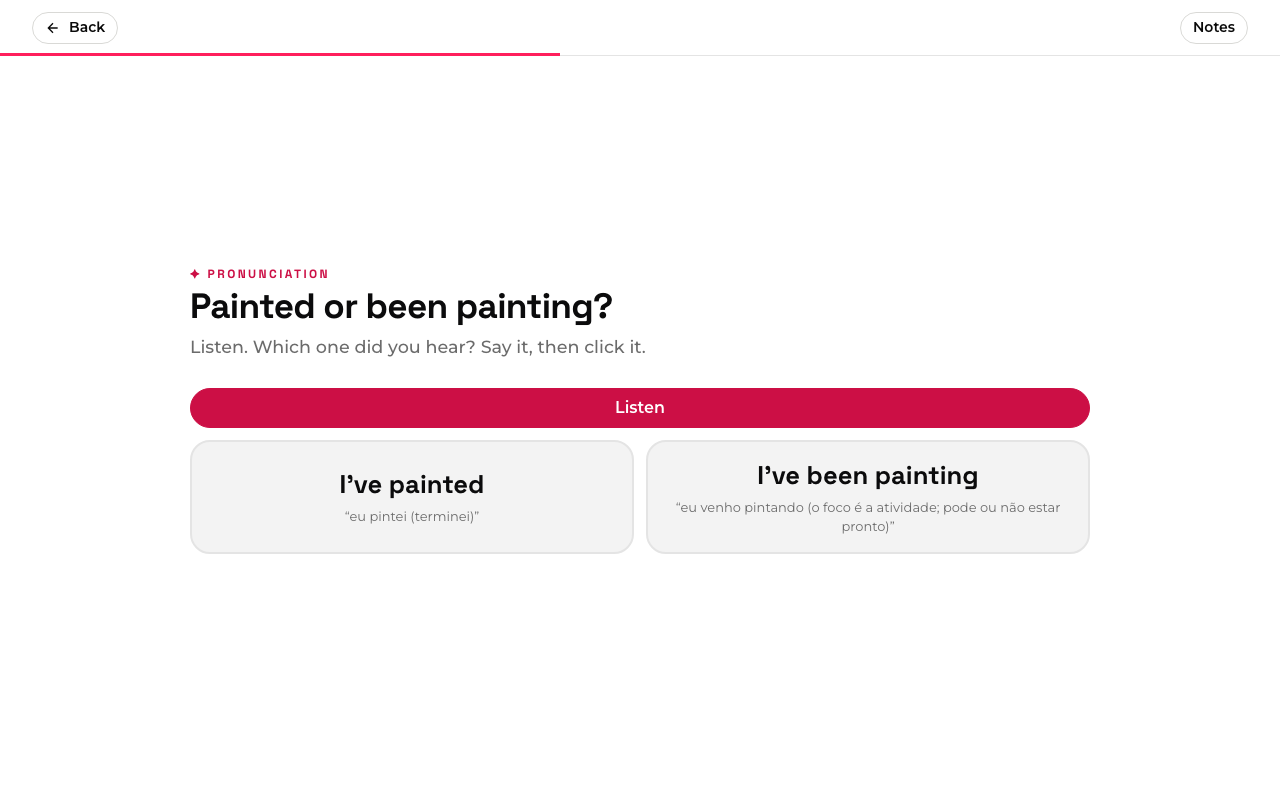 Back
Notes
PRONUNCIATION
Painted or been painting?
Listen. Which one did you hear? Say it, then click it.
Listen
I’ve painted
“eu pintei (terminei)”
I’ve been painting
“eu venho pintando (o foco é a atividade; pode ou não estar
pronto)”